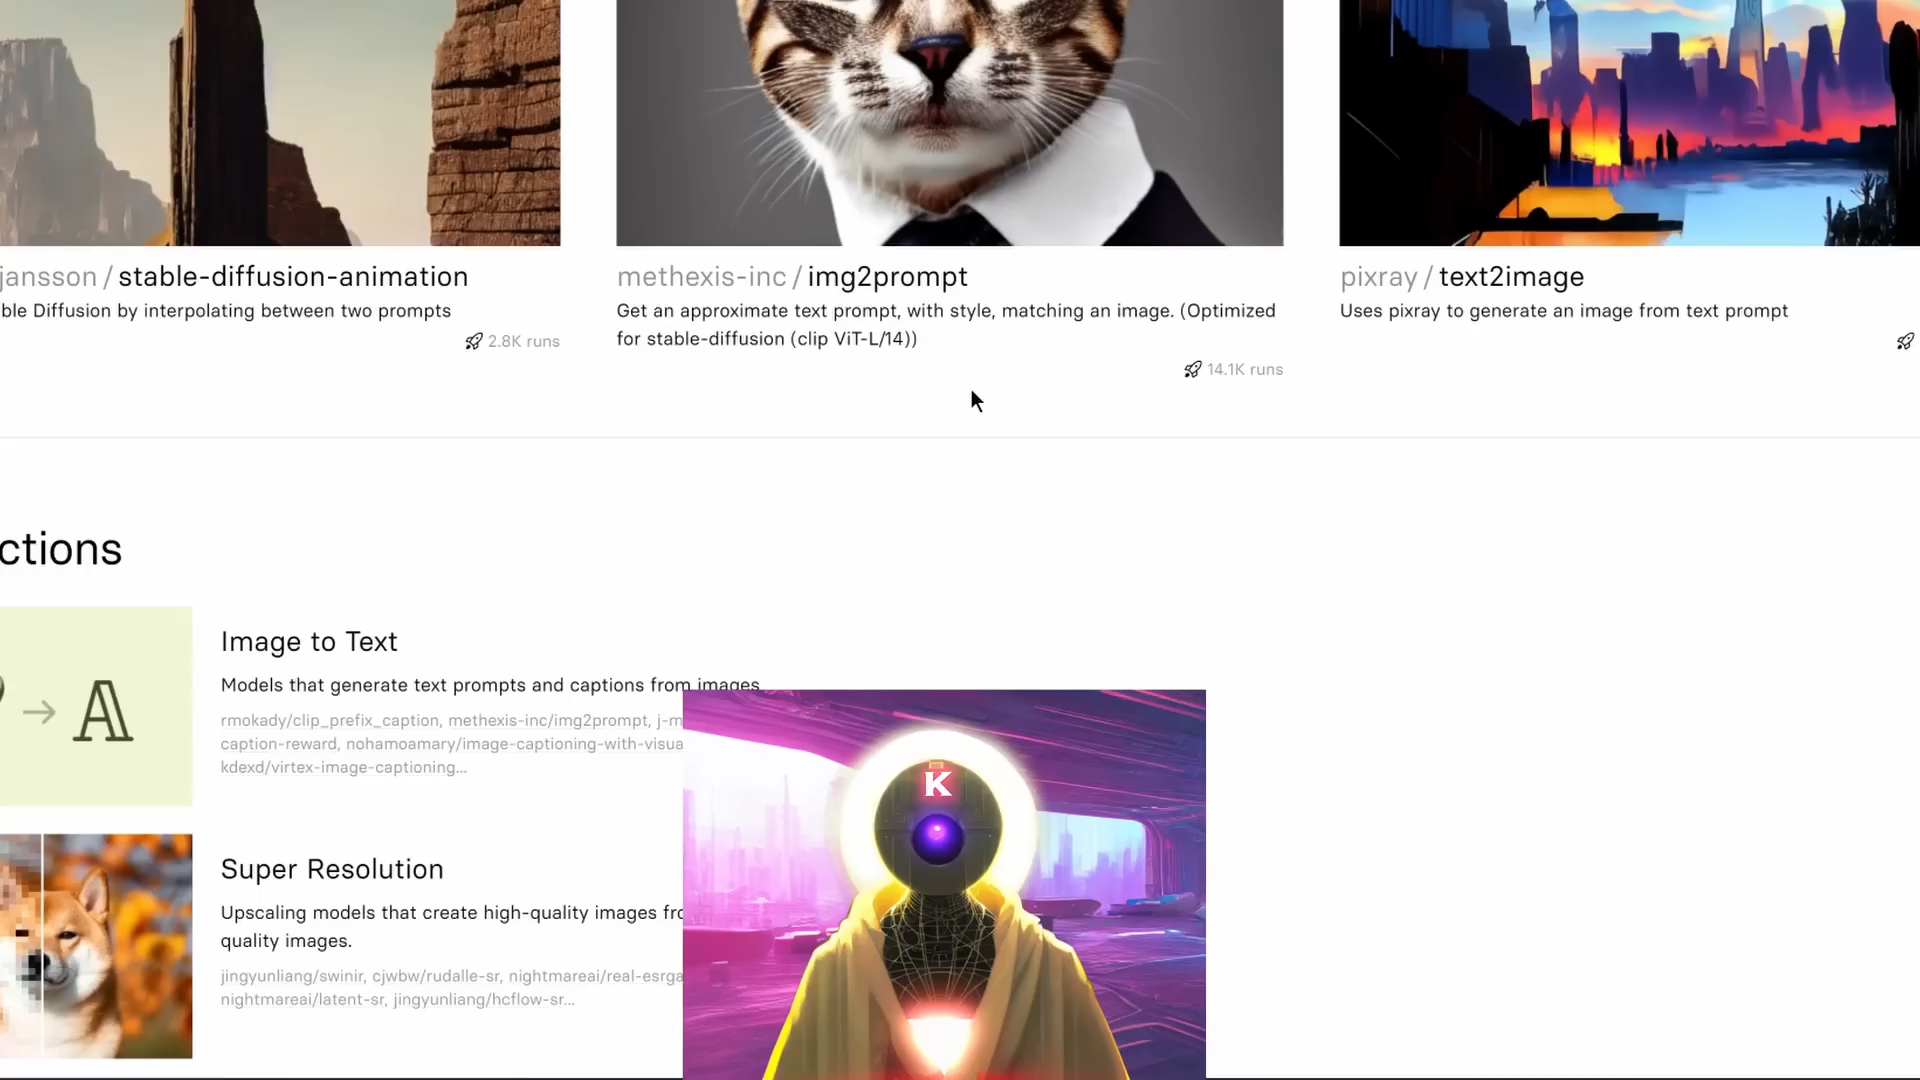 jansson / stable-diffusion-animation
ble Diffusion by interpolating between two prompts
2.8K runs
methexis-inc / img2prompt
Get an approximate text prompt, with style, matching an image. (Optimized
for stable-diffusion (clip ViT-L/14))
14.1K runs
pixray / text2image
Uses pixray to generate an image from text prompt
ctions
A
Image to Text
Models that generate text prompts and captions from images
rmokady/clip_prefix_caption, methexis-inc/img2prompt, j-m
caption-reward, nohamoamary/image-captioning-with-visua
kdexd/virtex-image-captioning...
K
Super Resolution
Upscaling models that create high-quality images fro
quality images.
jingyunliang/swinir, cjwbw/rudalle-sr, nightmareai/real-esrga
nightmareai/latent-sr, jingyunliang/hcflow-sr...